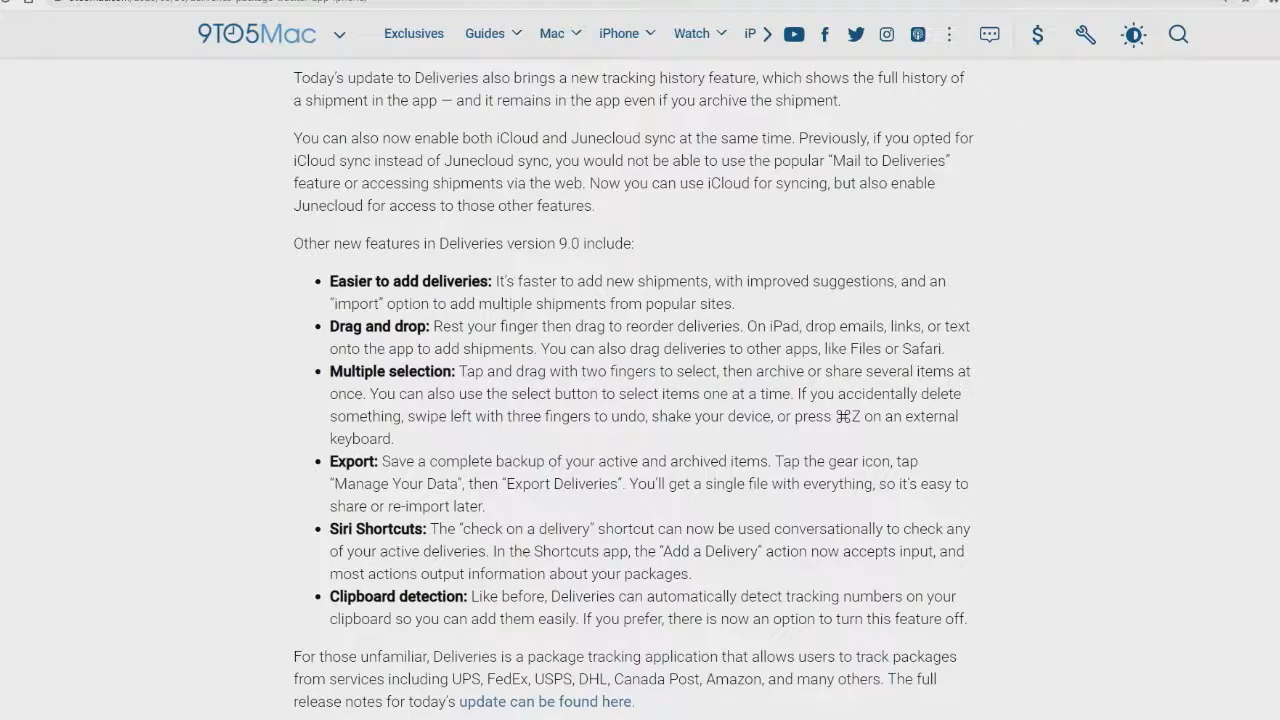 9TO5Mac
Exclusives Guides Mac iPhone Watch iP
Today's update to Deliveries also brings a new tracking history feature, which shows the full history of
a shipment in the app — and it remains in the app even if you archive the shipment.
You can also now enable both iCloud and Junecloud sync at the same time. Previously, if you opted for
iCloud sync instead of Junecloud sync, you would not be able to use the popular “Mail to Deliveries”
feature or accessing shipments via the web. Now you can use iCloud for syncing, but also enable
Junecloud for access to those other features.
Other new features in Deliveries version 9.0 include:
• Easier to add deliveries: It's faster to add new shipments, with improved suggestions, and an
“import” option to add multiple shipments from popular sites.
• Drag and drop: Rest your finger then drag to reorder deliveries. On iPad, drop emails, links, or text
onto the app to add shipments. You can also drag deliveries to other apps, like Files or Safari.
• Multiple selection: Tap and drag with two fingers to select, then archive or share several items at
once. You can also use the select button to select items one at a time. If you accidentally delete
something, swipe left with three fingers to undo, shake your device, or press ⌘Z on an external
keyboard.
• Export: Save a complete backup of your active and archived items. Tap the gear icon, tap
“Manage Your Data”, then “Export Deliveries”. You'll get a single file with everything, so it's easy to
share or re-import later.
• Siri Shortcuts: The “check on a delivery” shortcut can now be used conversationally to check any
of your active deliveries. In the Shortcuts app, the “Add a Delivery” action now accepts input, and
most actions output information about your packages.
• Clipboard detection: Like before, Deliveries can automatically detect tracking numbers on your
clipboard so you can add them easily. If you prefer, there is now an option to turn this feature off.
For those unfamiliar, Deliveries is a package tracking application that allows users to track packages
from services including UPS, FedEx, USPS, DHL, Canada Post, Amazon, and many others. The full
release notes for today's update can be found here.